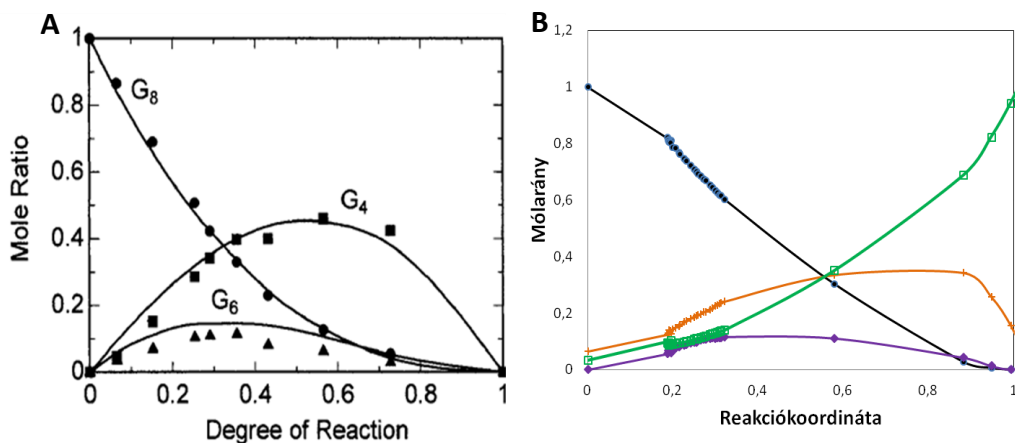 A
Mole Ratio
1
0.8
0.6
0.4
0.2
0
G8
G4
G6
0 0.2 0.4 0.6 0.8 1
Degree of Reaction
B
Mólarány
1,2
1
0,8
0,6
0,4
0,2
0
0 0,2 0,4 0,6 0,8 1
Reakciókoordináta